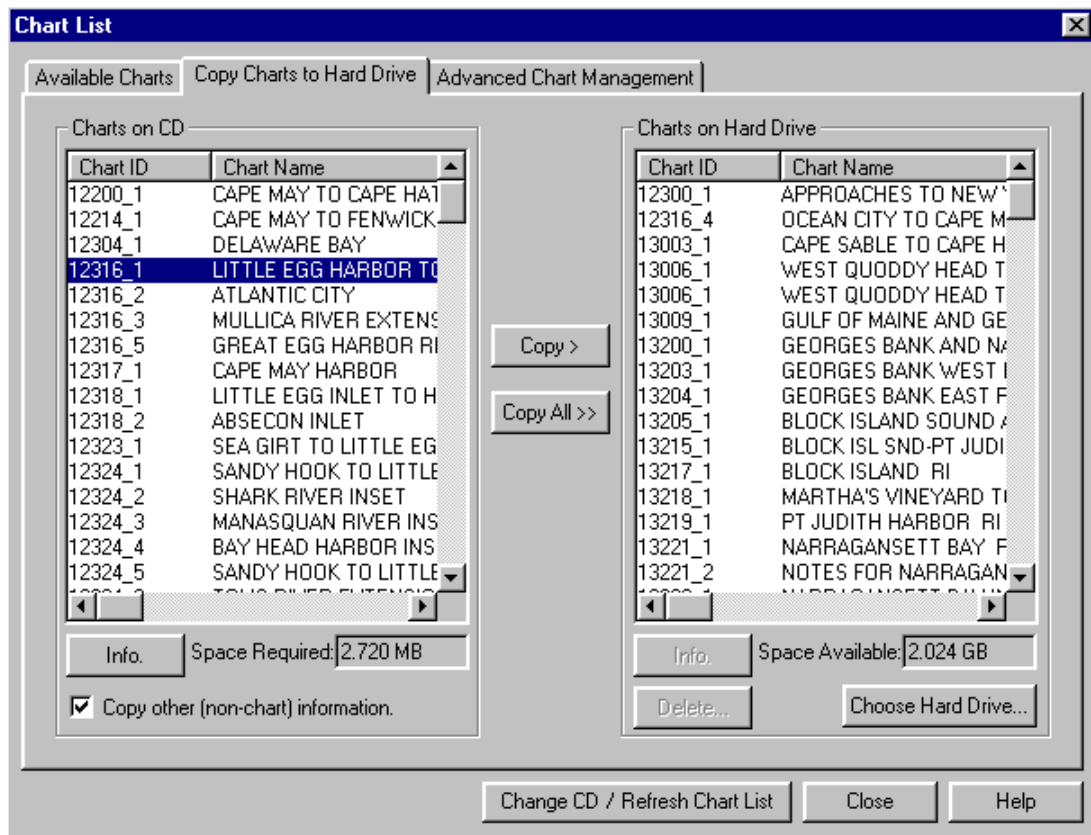 Chart List
Available Charts Copy Charts to Hard Drive Advanced Chart Management
Charts on CD
Chart ID Chart Name
12200_1 CAPE MAY TO CAPE HAT
12214_1 CAPE MAY TO FENWICK
12304_1 DELAWARE BAY
12316_1 LITTLE EGG HARBOR TO
12316_2 ATLANTIC CITY
12316_3 MULLICA RIVER EXTENS
12316_5 GREAT EGG HARBOR RI
12317_1 CAPE MAY HARBOR
12318_1 LITTLE EGG INLET TO H
12318_2 ABSECON INLET
12323_1 SEA GIRT TO LITTLE EG
12324_1 SANDY HOOK TO LITTLE
12324_2 SHARK RIVER INSET
12324_3 MANASQUAN RIVER INS
12324_4 BAY HEAD HARBOR INS
12324_5 SANDY HOOK TO LITTLE
Info. Space Required: 2.720 MB
Copy other (non-chart) information.
Copy >
Copy All >>
Charts on Hard Drive
Chart ID Chart Name
12300_1 APPROACHES TO NEW
12316_4 OCEAN CITY TO CAPE M
13003_1 CAPE SABLE TO CAPE H
13006_1 WEST QUODDY HEAD T
13006_1 WEST QUODDY HEAD T
13009_1 GULF OF MAINE AND GE
13200_1 GEORGES BANK AND NA
13203_1 GEORGES BANK WEST
13204_1 GEORGES BANK EAST F
13205_1 BLOCK ISLAND SOUND
13215_1 BLOCK ISL SND-PT JUDI
13217_1 BLOCK ISLAND RI
13218_1 MARTHA'S VINEYARD TO
13219_1 PT JUDITH HARBOR RI
13221_1 NARRAGANSETT BAY
13221_2 NOTES FOR NARRAGAN
Info. Space Available: 2.024 GB
Delete... Choose Hard Drive...
Change CD / Refresh Chart List Close Help